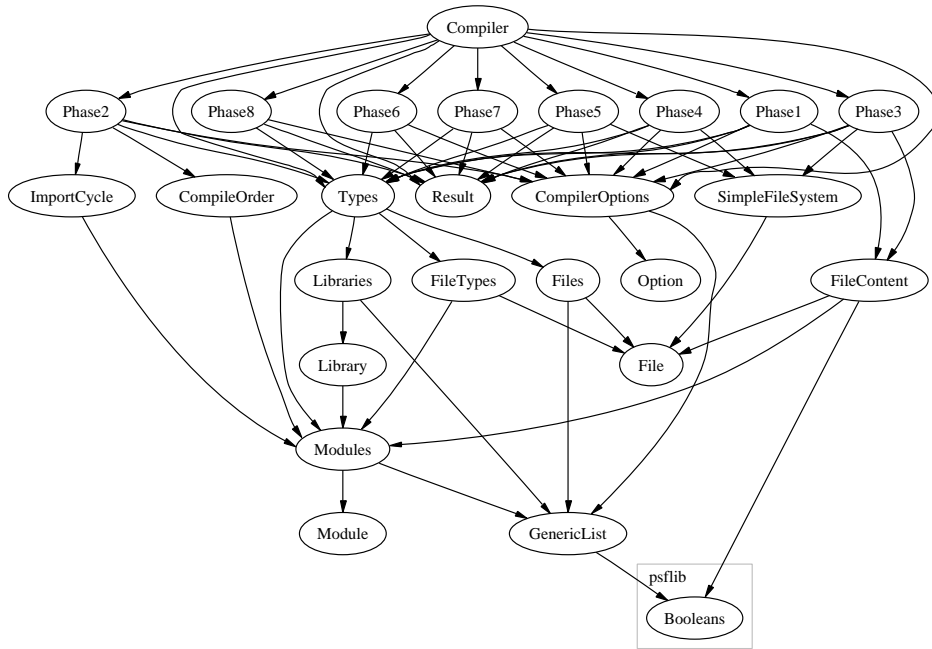 Compiler
Phase2
Phase8
Phase6
Phase7
Phase5
Phase4
Phase1
Phase3
ImportCycle
CompileOrder
Types
Result
CompilerOptions
SimpleFileSystem
Libraries
FileTypes
Files
Option
FileContent
Library
File
Modules
Module
GenericList
psflib
Booleans